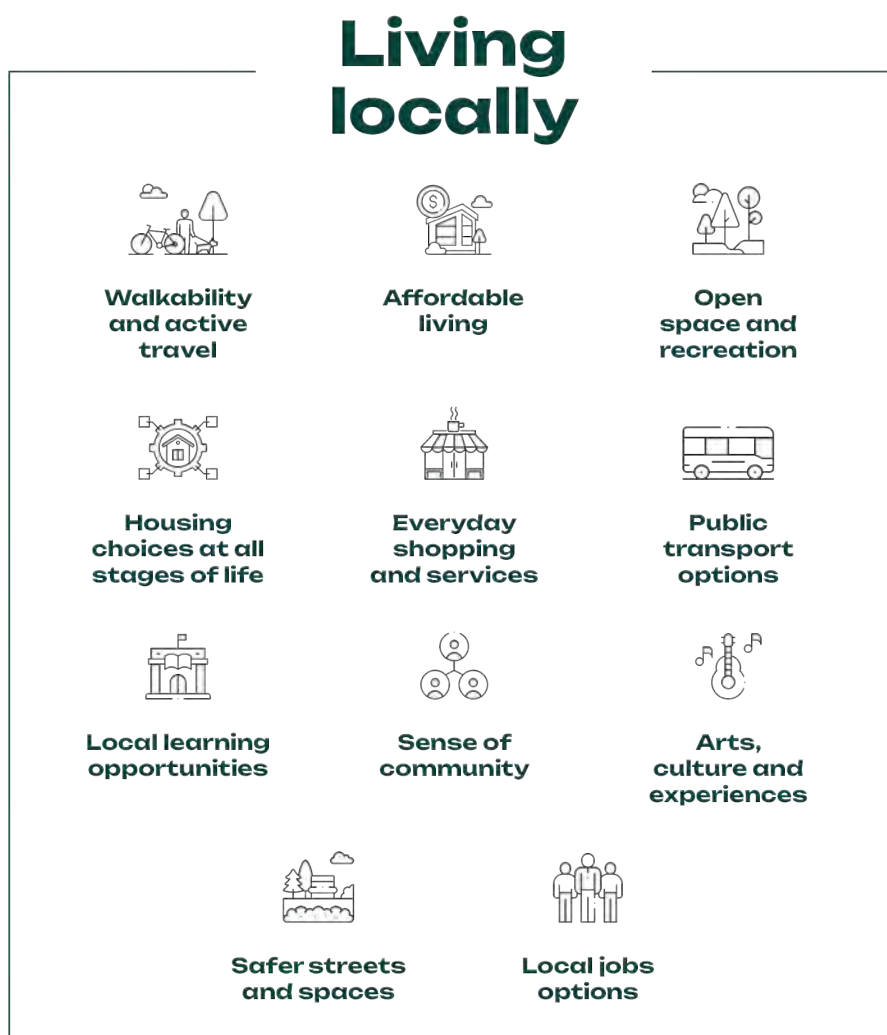 Living
locally
Walkability
and active
travel
Affordable
living
Open
space and
recreation
Housing
choices at all
stages of life
Everyday
shopping
and services
Public
transport
options
Local learning
opportunities
Sense of
community
Arts,
culture and
experiences
Safer streets
and spaces
Local jobs
options